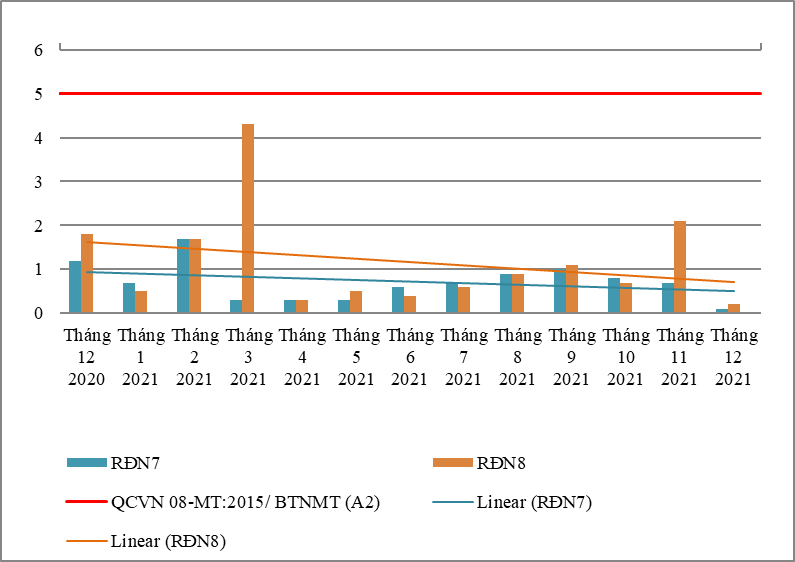 6
5
4
3
2
1
0
Tháng 12 2020
Tháng 1 2021
Tháng 2 2021
Tháng 3 2021
Tháng 4 2021
Tháng 5 2021
Tháng 6 2021
Tháng 7 2021
Tháng 8 2021
Tháng 9 2021
Tháng 10 2021
Tháng 11 2021
Tháng 12 2021
RĐN7
RĐN8
QCVN 08-MT:2015/ BTNMT (A2)
Linear (RĐN7)
Linear (RĐN8)